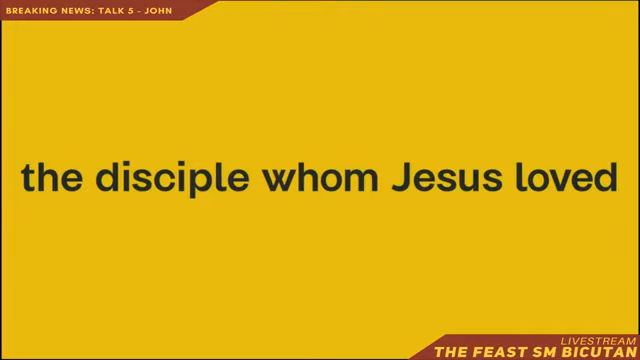 BREAKING NEWS: TALK 5 - JOHN
the disciple whom Jesus loved
LIVESTREAM
THE FEAST SM BICUTAN